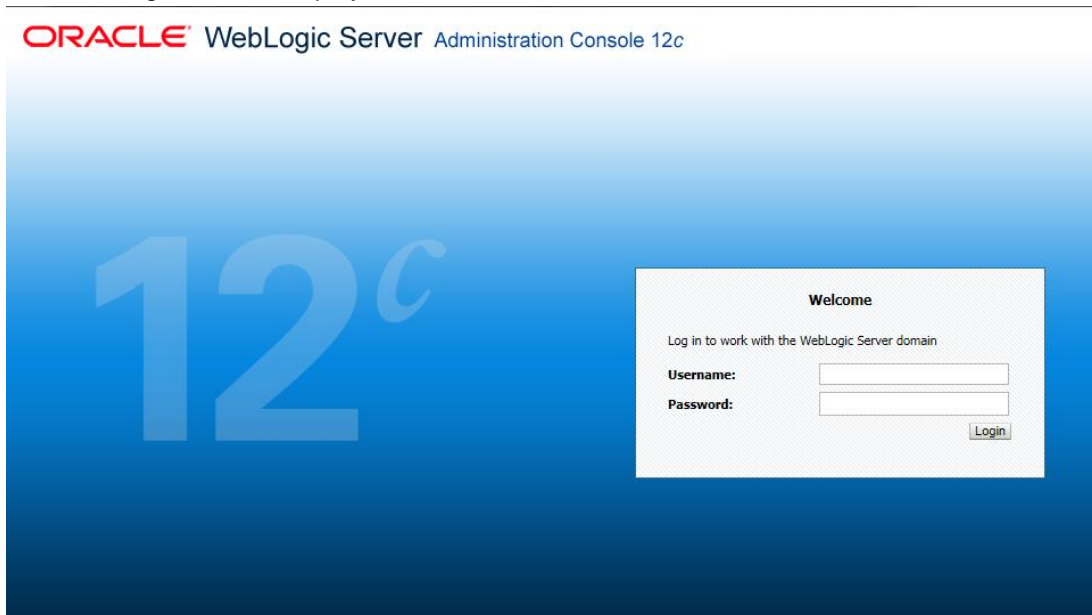 ORACLE WebLogic Server Administration Console 12c
12c
Welcome
Log in to work with the WebLogic Server domain
Username:
Password:
Login